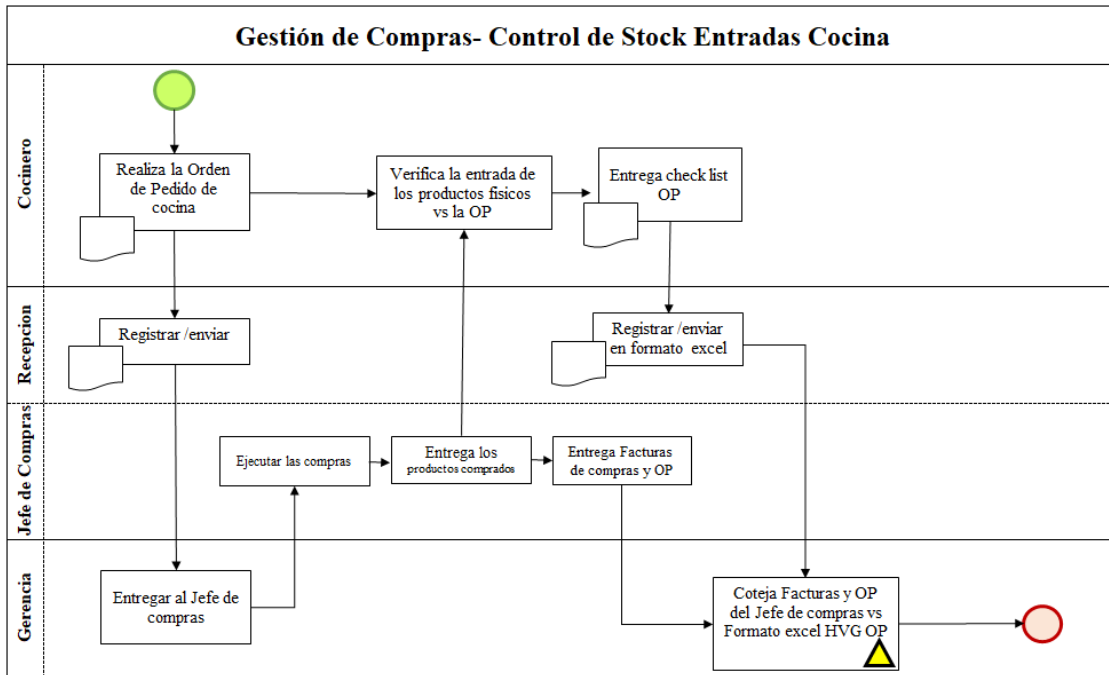 Gestión de Compras- Control de Stock Entradas Cocina
Cocinero
Realiza la Orden
de Pedido de
cocina
Verifica la entrada de
los productos fisicos
vs la OP
Entrega check list
OP
Recepcion
Registrar /enviar
Registrar /enviar
en formato excel
Jefe de Compras
Ejecutar las compras
Entrega los
productos comprados
Entrega Facturas
de compras y OP
Gerencia
Entregar al Jefe de
compras
Coteja Facturas y OP
del Jefe de compras vs
Formato excel HVG OP